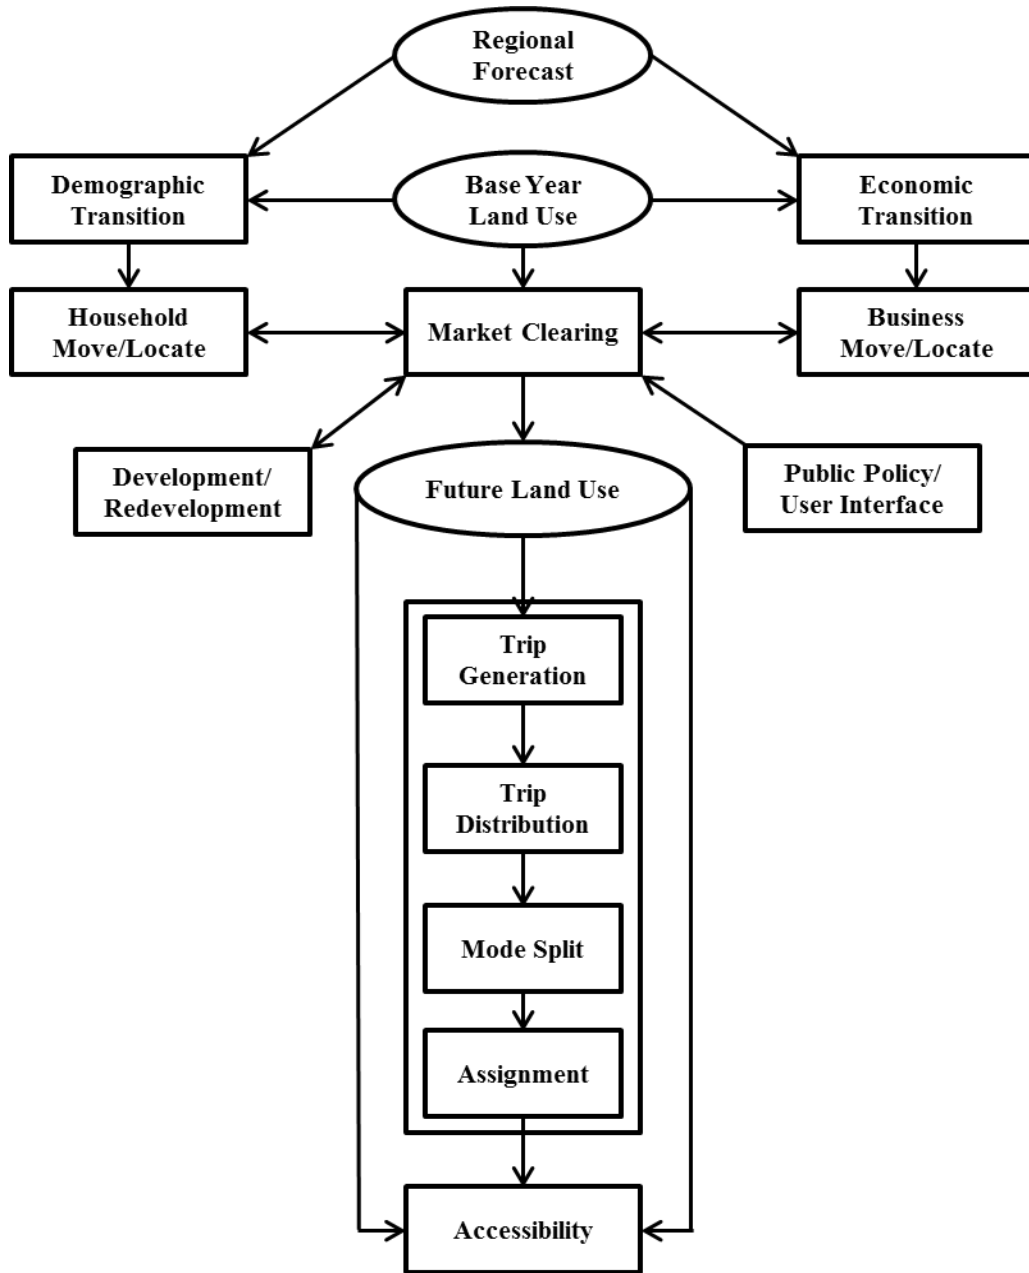 Regional
Forecast
Demographic
Transition
Base Year
Land Use
Economic
Transition
Household
Move/Locate
Market Clearing
Business
Move/Locate
Development/
Redevelopment
Future Land Use
Public Policy/
User Interface
Trip
Generation
Trip
Distribution
Mode Split
Assignment
Accessibility